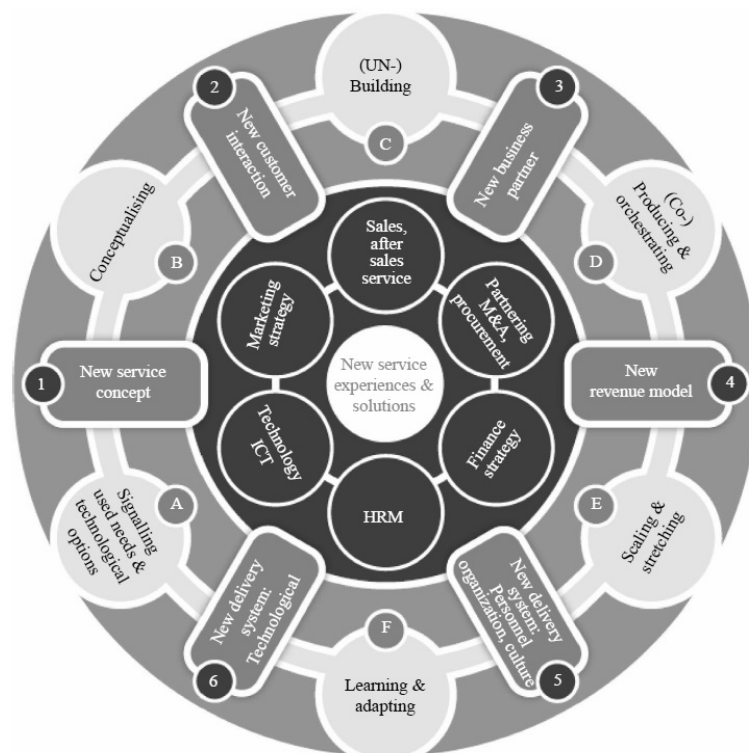 (UN-)
Building
C
2
New customer
interaction
3
New business
partner
Conceptualising
B
(Co-)
Producing &
orchestrating
D
Sales,
after
sales
service
Marketing
strategy
Partnering
M&A,
procurement
1
New service
concept
New service
experiences &
solutions
New
revenue model
4
Technology
ICT
Finance
strategy
HRM
Signalling
used needs &
technological
options
A
E
Scaling &
stretching
New delivery
system:
Technological
6
New delivery
system:
Personnel
organization, culture
5
F
Learning &
adapting